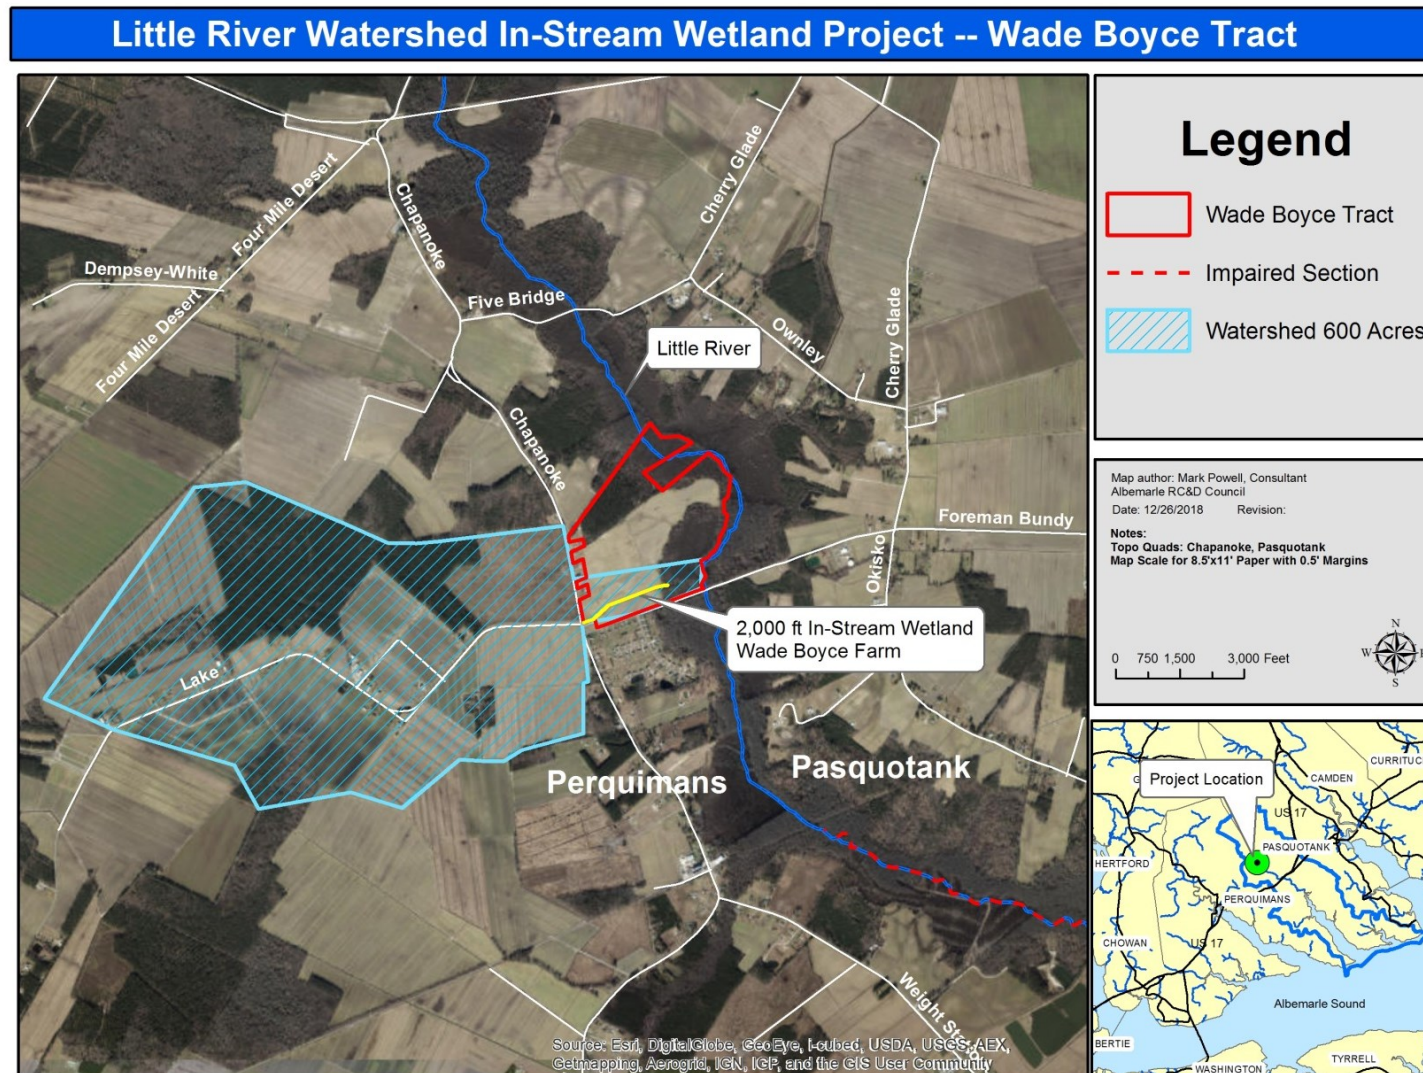 Little River Watershed In-Stream Wetland Project -- Wade Boyce Tract
Four Mile Desert
Chapanoke
Cherry Glade
Dempsey-White
Four Mile Desert
Five Bridge
Ownley
Cherry Glade
Little River
Chapanoke
Foreman Bundy
Okisko
2,000 ft In-Stream Wetland
Wade Boyce Farm
Lake
Perquimans
Pasquotank
Source: Esri, DigitalGlobe, GeoEye, i-cubed, USDA, USGS, AEX,
Getmapping, Aerogrid, IGN, IGP, and the GIS User Community
Legend
Wade Boyce Tract
Impaired Section
Watershed 600 Acres
Map author: Mark Powell, Consultant
Albemarle RC&D Council
Date: 12/26/2018 Revision:
Notes:
Topo Quads: Chapanoke, Pasquotank
Map Scale for 8.5'x11' Paper with 0.5' Margins
0 750 1,500 3,000 Feet
N
W
S
CURRITUCK
Project Location
CAMDEN
US 17
PASQUOTANK
HERTFORD
PERQUIMANS
CHOWAN
US 17
Albemarle Sound
BERTIE
TYRRELL
WASHINGTON